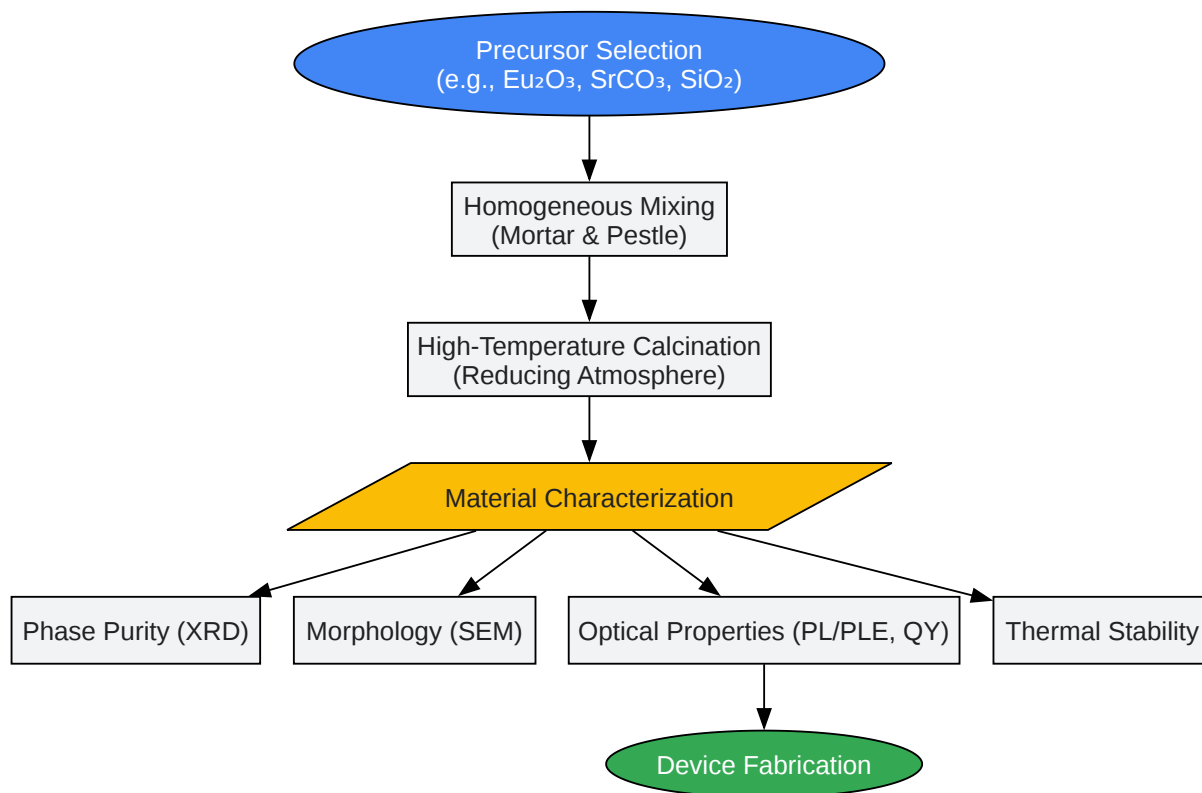 Precursor Selection
(e.g., Eu₂O₃, SrCO₃, SiO₂)
Homogeneous Mixing
(Mortar & Pestle)
High-Temperature Calcination
(Reducing Atmosphere)
Material Characterization
Phase Purity (XRD)
Morphology (SEM)
Optical Properties (PL/PLE, QY)
Thermal Stability
Device Fabrication